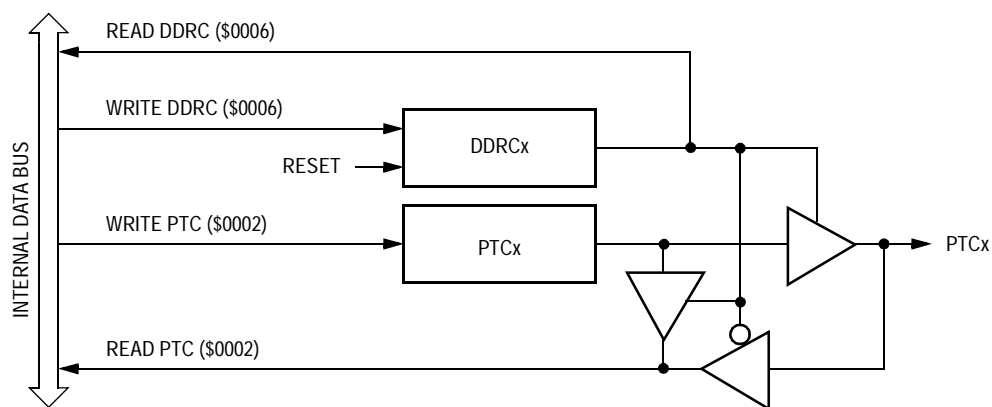 READ DDRC ($0006)
WRITE DDRC ($0006)
DDRCx
RESET
INTERNAL DATA BUS
WRITE PTC ($0002)
PTCx
PTCx
READ PTC ($0002)